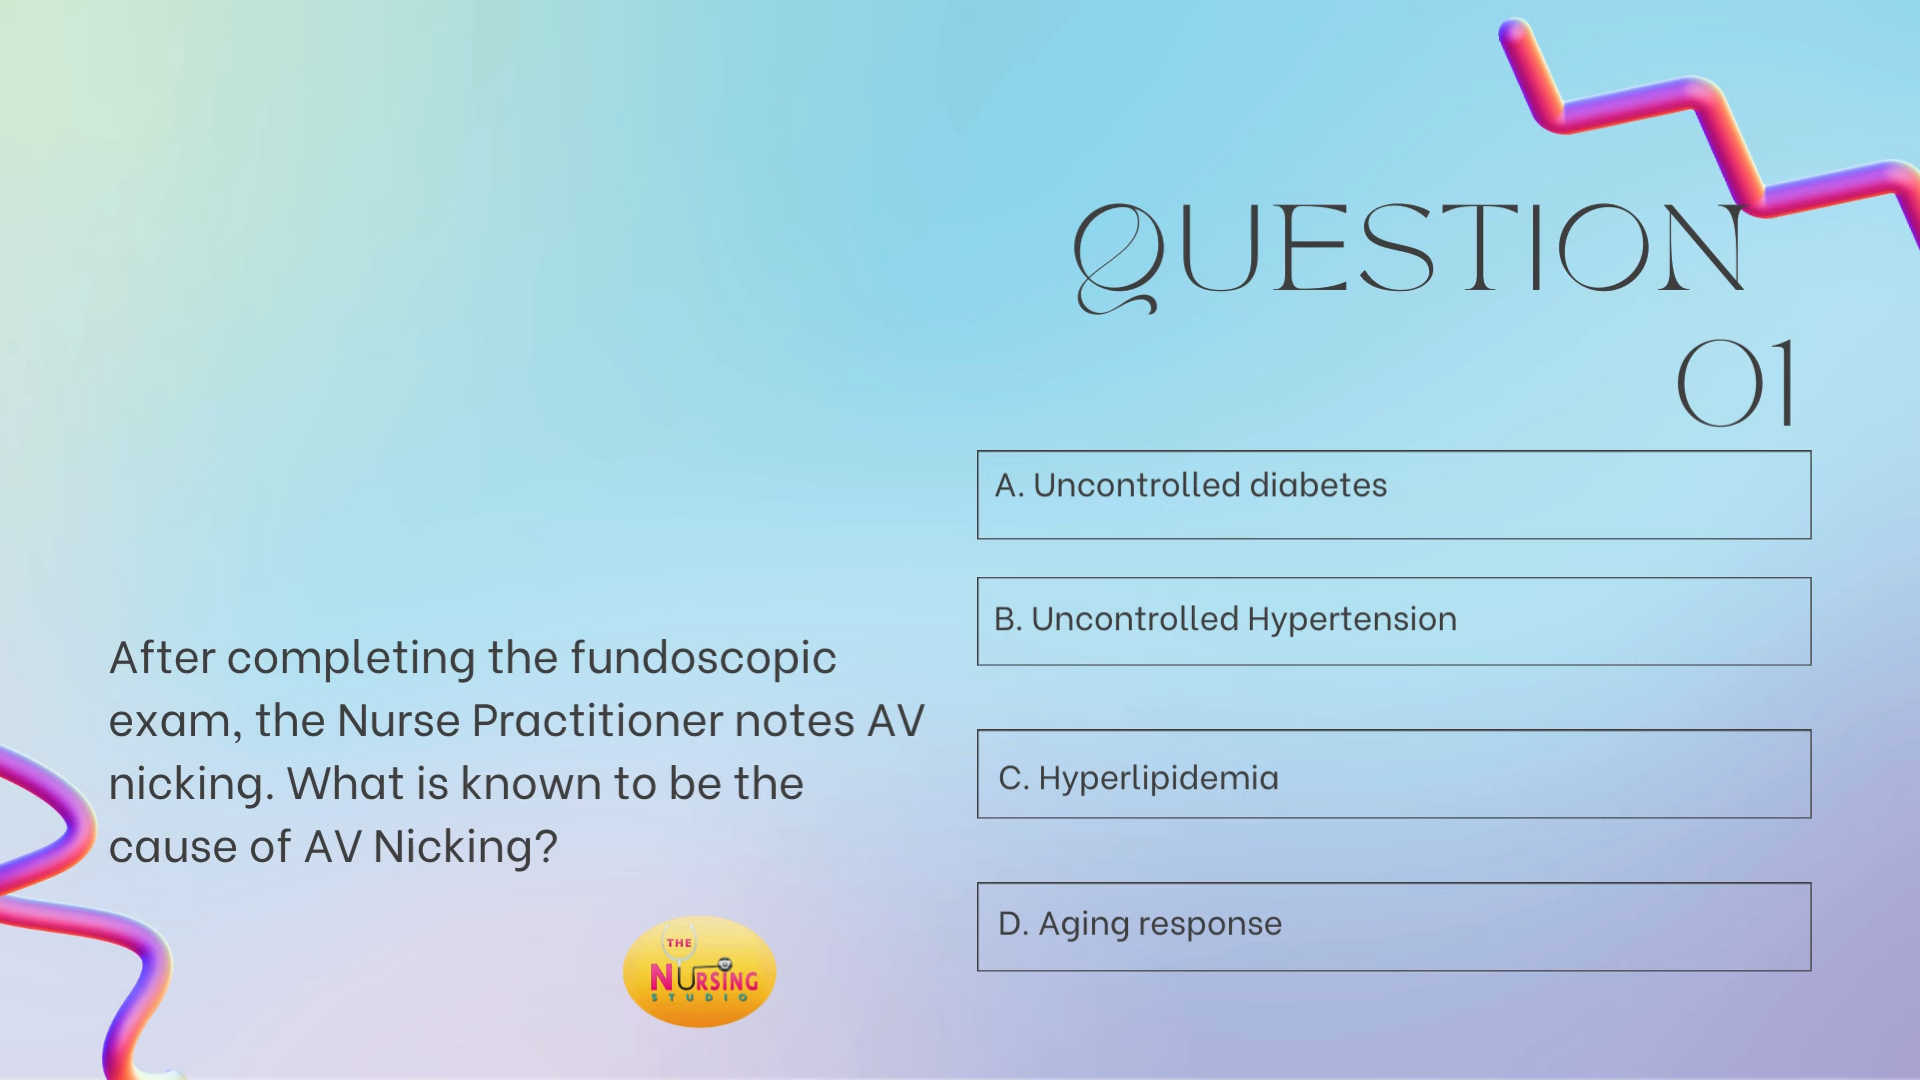 QUESTION
01
After completing the fundoscopic
exam, the Nurse Practitioner notes AV
nicking. What is known to be the
cause of AV Nicking?
A. Uncontrolled diabetes
B. Uncontrolled Hypertension
C. Hyperlipidemia
D. Aging response
THE
NURSING
STUDIO